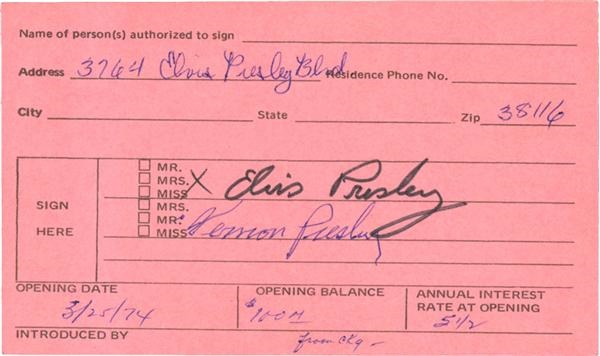 Name of person(s) authorized to sign
Address 3764 Elvis Presley Blvd. Residence Phone No.
City State Zip 38116
SIGN HERE
MR.
MRS.
MISS X Elvis Presley
MRS.
MR.
MISS Vernon Presley
OPENING DATE OPENING BALANCE ANNUAL INTEREST RATE AT OPENING
3/25/74 $100M 5 1/2
INTRODUCED BY from ckg